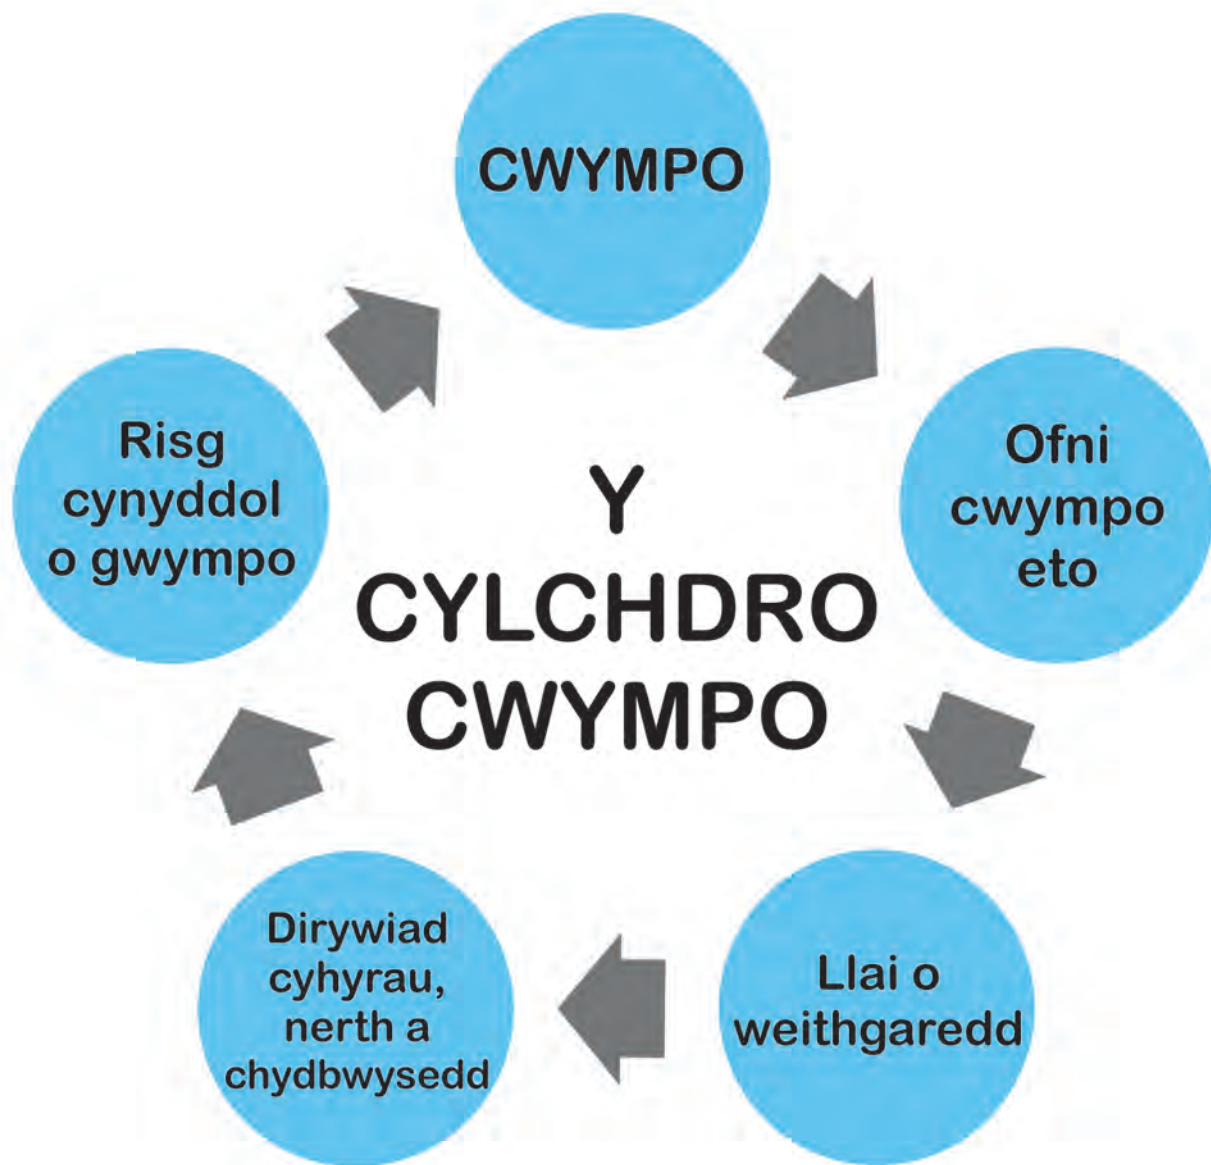 CWYMPO
Ofni
cwympo
eto
Llai o
weithgaredd
Dirywiad
cyhyrau,
nerth a
chydbwysedd
Risg
cynyddol
o gwympo
Y
CYLCHDRO
CWYMPO